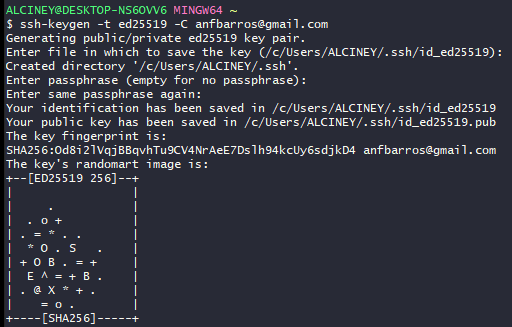 ALCINEY@DESKTOP-NS6OVV6 MINGW64 ~
$ ssh-keygen -t ed25519 -C anfbarros@gmail.com
Generating public/private ed25519 key pair.
Enter file in which to save the key (/c/Users/ALCINEY/.ssh/id_ed25519):
Created directory '/c/Users/ALCINEY/.ssh'.
Enter passphrase (empty for no passphrase):
Enter same passphrase again:
Your identification has been saved in /c/Users/ALCINEY/.ssh/id_ed25519
Your public key has been saved in /c/Users/ALCINEY/.ssh/id_ed25519.pub
The key fingerprint is:
SHA256:Od8i2lVqjBBqvhTu9CV4NrAeE7Dslh94kcUy6sdjkD4 anfbarros@gmail.com
The key's randomart image is:
+--[ED25519 256]--+
|                 |
|     .           |
|  . o +          |
| . = * . .       |
|  * O . S   .    |
| + O B . = +     |
|  E ^ = + B .    |
| . @ X * + .     |
|    = o .        |
+----[SHA256]-----+